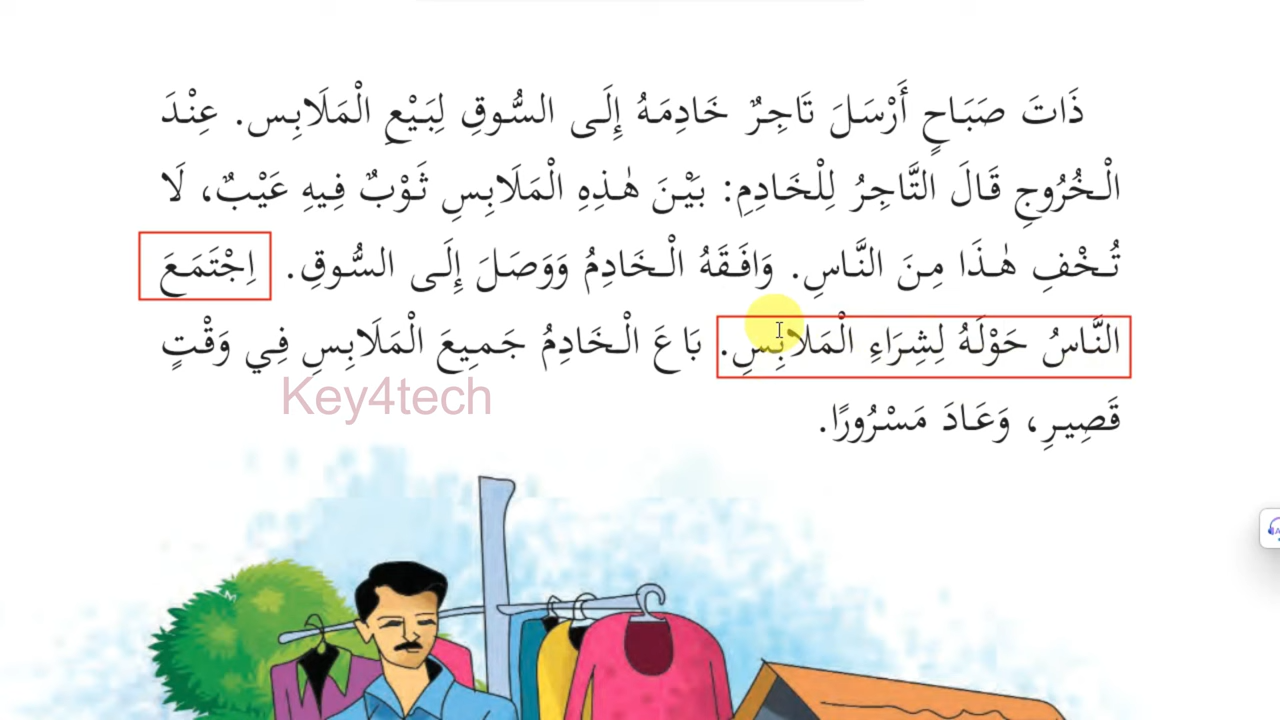 ذَاتَ صَبَاحٍ أَرْسَلَ تَاجِرٌ خَادِمَهُ إِلَى السُّوقِ لِبَيْعِ الْمَلَابِس. عِنْدَ
الْخُرُوجِ قَالَ التَّاجِرُ لِلْخَادِمِ: بَيْنَ هٰذِهِ الْمَلَابِسِ ثَوْبٌ فِيهِ عَيْبٌ، لَا
تُخْفِ هٰذَا مِنَ النَّاسِ. وَافَقَهُ الْخَادِمُ وَوَصَلَ إِلَى السُّوقِ. اِجْتَمَعَ
النَّاسُ حَوْلَهُ لِشِرَاءِ الْمَلابِسِ. بَاعَ الْخَادِمُ جَمِيعَ الْمَلَابِسِ فِي وَقْتٍ
قَصِيرِ، وَعَادَ مَسْرُورًا.
Key4tech